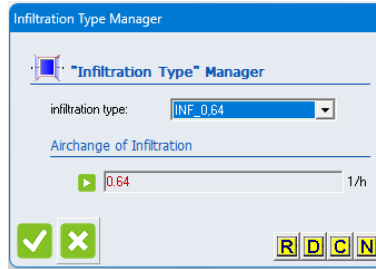 Infiltration Type Manager
"Infiltration Type" Manager
infiltration type: INF_0,64
Airchange of Infiltration
0.64 1/h
R D C N